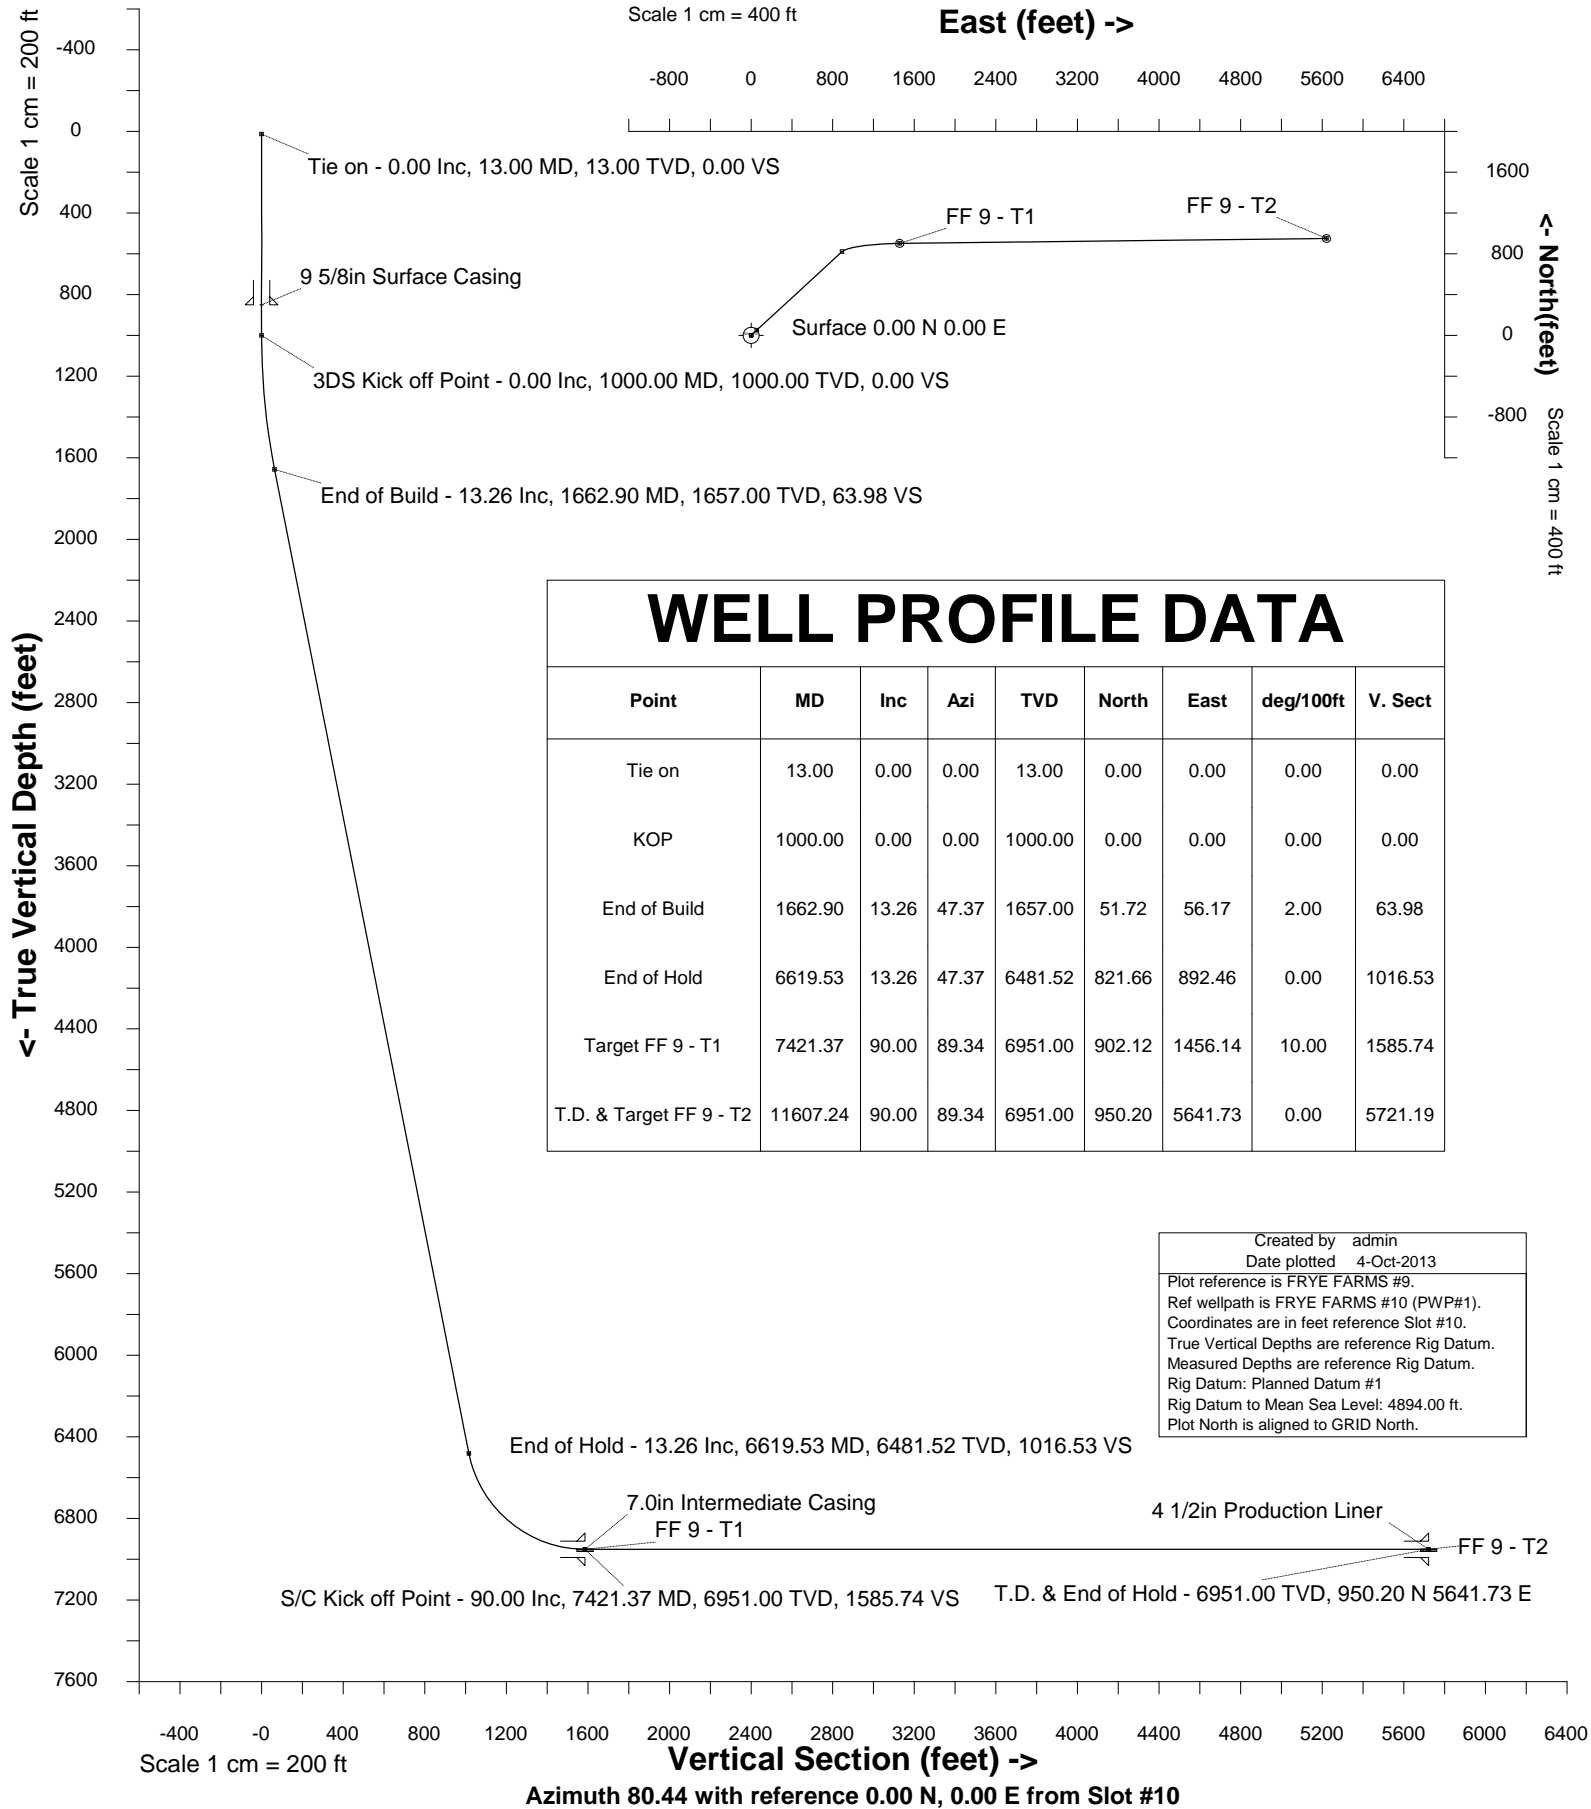 Scale 1 cm = 200 ft
Scale 1 cm = 400 ft
East (feet) ->
-800 0 800 1600 2400 3200 4000 4800 5600 6400
-400
0
400
800
1200
1600
2000
2400
2800
3200
3600
4000
4400
4800
5200
5600
6000
6400
6800
7200
7600
<- True Vertical Depth (feet)
1600
800
0
-800
<- North(feet)
Scale 1 cm = 400 ft
Tie on - 0.00 Inc, 13.00 MD, 13.00 TVD, 0.00 VS
FF 9 - T1
FF 9 - T2
9 5/8in Surface Casing
Surface 0.00 N 0.00 E
3DS Kick off Point - 0.00 Inc, 1000.00 MD, 1000.00 TVD, 0.00 VS
End of Build - 13.26 Inc, 1662.90 MD, 1657.00 TVD, 63.98 VS
WELL PROFILE DATA
Point MD Inc Azi TVD North East deg/100ft V. Sect
Tie on 13.00 0.00 0.00 13.00 0.00 0.00 0.00 0.00
KOP 1000.00 0.00 0.00 1000.00 0.00 0.00 0.00 0.00
End of Build 1662.90 13.26 47.37 1657.00 51.72 56.17 2.00 63.98
End of Hold 6619.53 13.26 47.37 6481.52 821.66 892.46 0.00 1016.53
Target FF 9 - T1 7421.37 90.00 89.34 6951.00 902.12 1456.14 10.00 1585.74
T.D. & Target FF 9 - T2 11607.24 90.00 89.34 6951.00 950.20 5641.73 0.00 5721.19
Created by admin
Date plotted 4-Oct-2013
Plot reference is FRYE FARMS #9.
Ref wellpath is FRYE FARMS #10 (PWP#1).
Coordinates are in feet reference Slot #10.
True Vertical Depths are reference Rig Datum.
Measured Depths are reference Rig Datum.
Rig Datum: Planned Datum #1
Rig Datum to Mean Sea Level: 4894.00 ft.
Plot North is aligned to GRID North.
End of Hold - 13.26 Inc, 6619.53 MD, 6481.52 TVD, 1016.53 VS
7.0in Intermediate Casing
FF 9 - T1
4 1/2in Production Liner
FF 9 - T2
S/C Kick off Point - 90.00 Inc, 7421.37 MD, 6951.00 TVD, 1585.74 VS
T.D. & End of Hold - 6951.00 TVD, 950.20 N 5641.73 E
-400 -0 400 800 1200 1600 2000 2400 2800 3200 3600 4000 4400 4800 5200 5600 6000 6400
Scale 1 cm = 200 ft
Vertical Section (feet) ->
Azimuth 80.44 with reference 0.00 N, 0.00 E from Slot #10